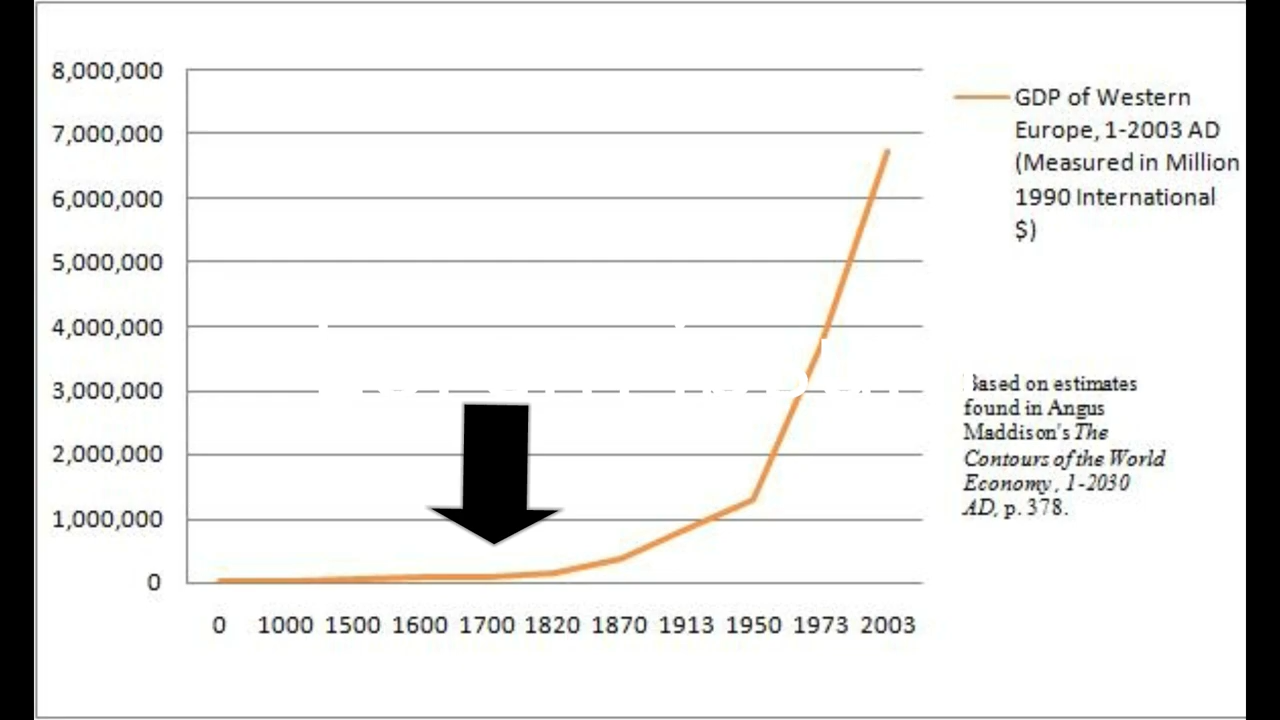 8,000,000
7,000,000
6,000,000
5,000,000
4,000,000
3,000,000
2,000,000
1,000,000
0
0 1000 1500 1600 1700 1820 1870 1913 1950 1973 2003
GDP of Western
Europe, 1-2003 AD
(Measured in Million
1990 International
$)
Based on estimates
found in Angus
Maddison's The
Contours of the World
Economy, 1-2030
AD, p. 378.